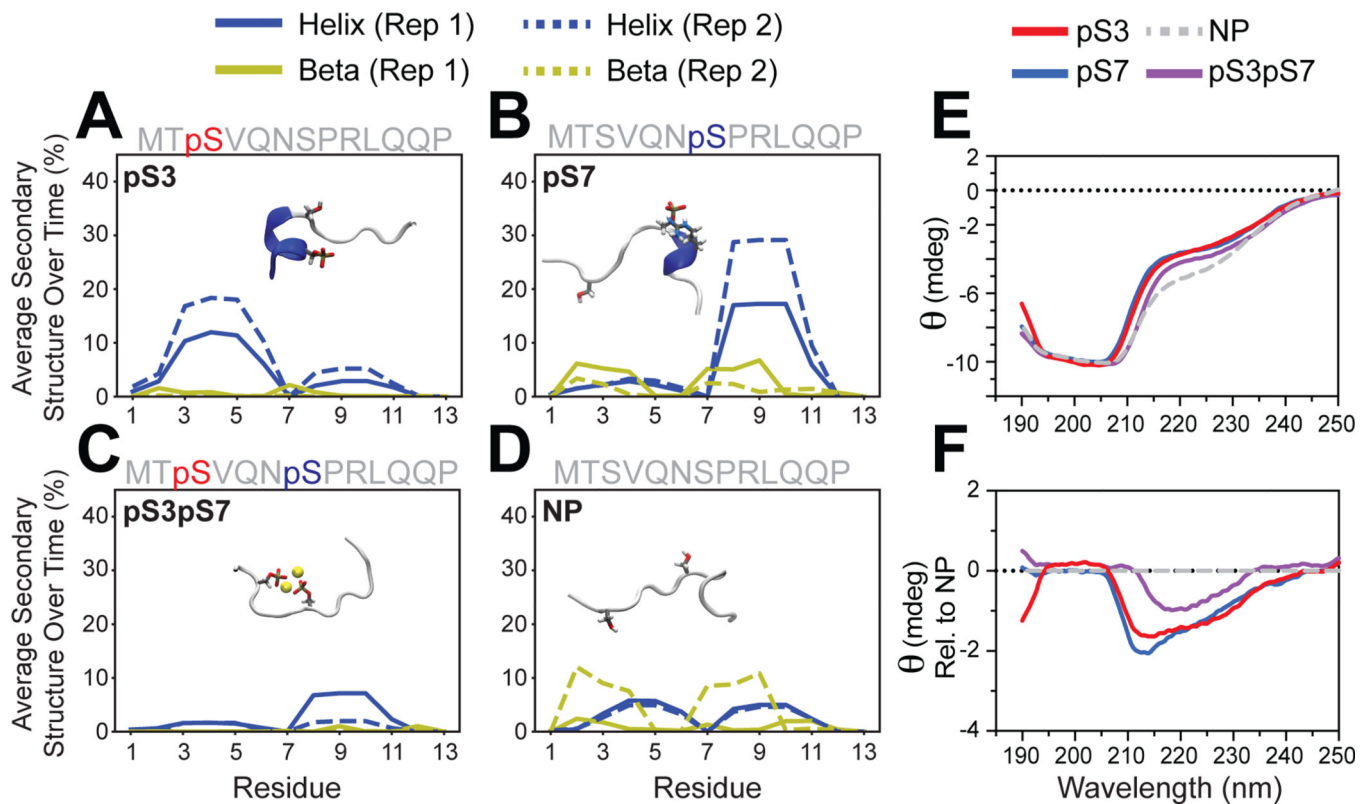 Helix (Rep 1) Helix (Rep 2)
Beta (Rep 1) Beta (Rep 2)
pS3 NP
pS7 pS3pS7
A
MTpSVQNSPRLQQP
pS3
Average Secondary
Structure Over Time (%)
40
30
20
10
0
1 3 5 7 9 11 13
B
MTSVQNpSPRLQQP
pS7
40
30
20
10
0
1 3 5 7 9 11 13
E
θ (mdeg)
2
0
-2
-4
-6
-8
-10
190 200 210 220 230 240 250
C
MTpSVQNpSPRLQQP
pS3pS7
Average Secondary
Structure Over Time (%)
40
30
20
10
0
1 3 5 7 9 11 13
Residue
D
MTSVQNSPRLQQP
NP
40
30
20
10
0
1 3 5 7 9 11 13
Residue
F
θ (mdeg)
Rel. to NP
2
0
-2
-4
190 200 210 220 230 240 250
Wavelength (nm)